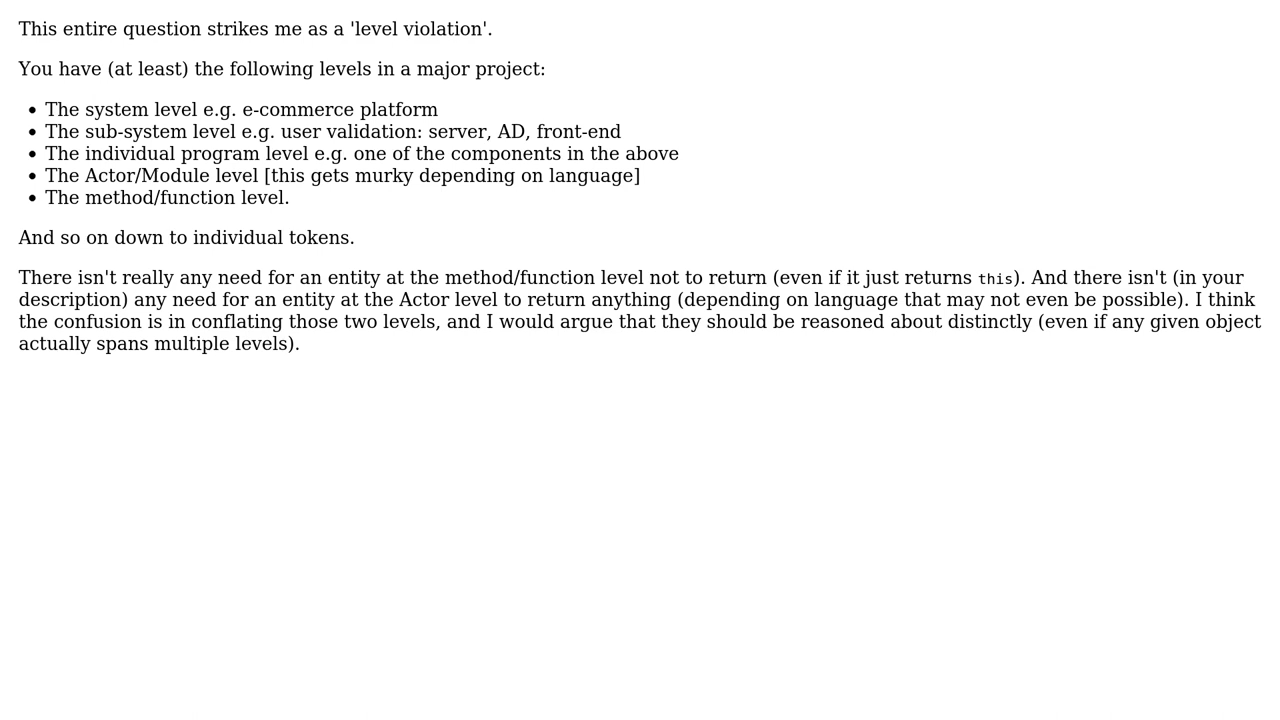 This entire question strikes me as a 'level violation'.
You have (at least) the following levels in a major project:
• The system level e.g. e-commerce platform
• The sub-system level e.g. user validation: server, AD, front-end
• The individual program level e.g. one of the components in the above
• The Actor/Module level [this gets murky depending on language]
• The method/function level.
And so on down to individual tokens.
There isn't really any need for an entity at the method/function level not to return (even if it just returns this). And there isn't (in your
description) any need for an entity at the Actor level to return anything (depending on language that may not even be possible). I think
the confusion is in conflating those two levels, and I would argue that they should be reasoned about distinctly (even if any given object
actually spans multiple levels).